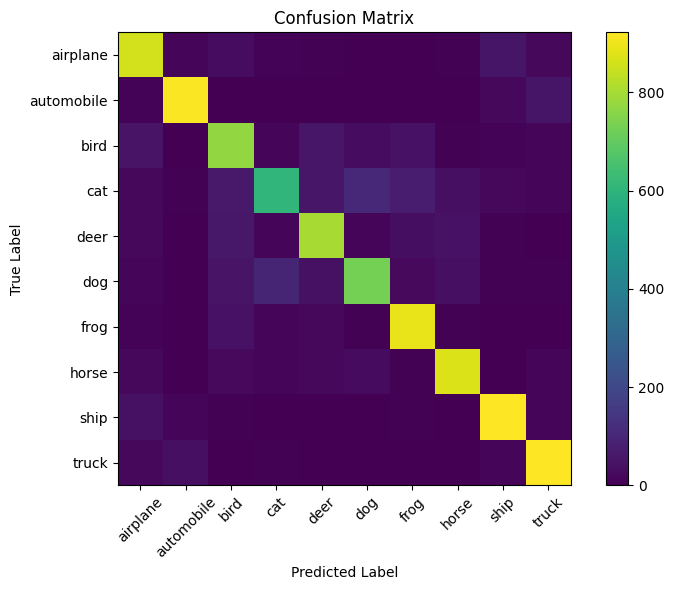 Confusion Matrix
airplane
automobile
bird
cat
deer
dog
frog
horse
ship
truck
True Label
airplane
automobile
bird
cat
deer
dog
frog
horse
ship
truck
Predicted Label
800
600
400
200
0